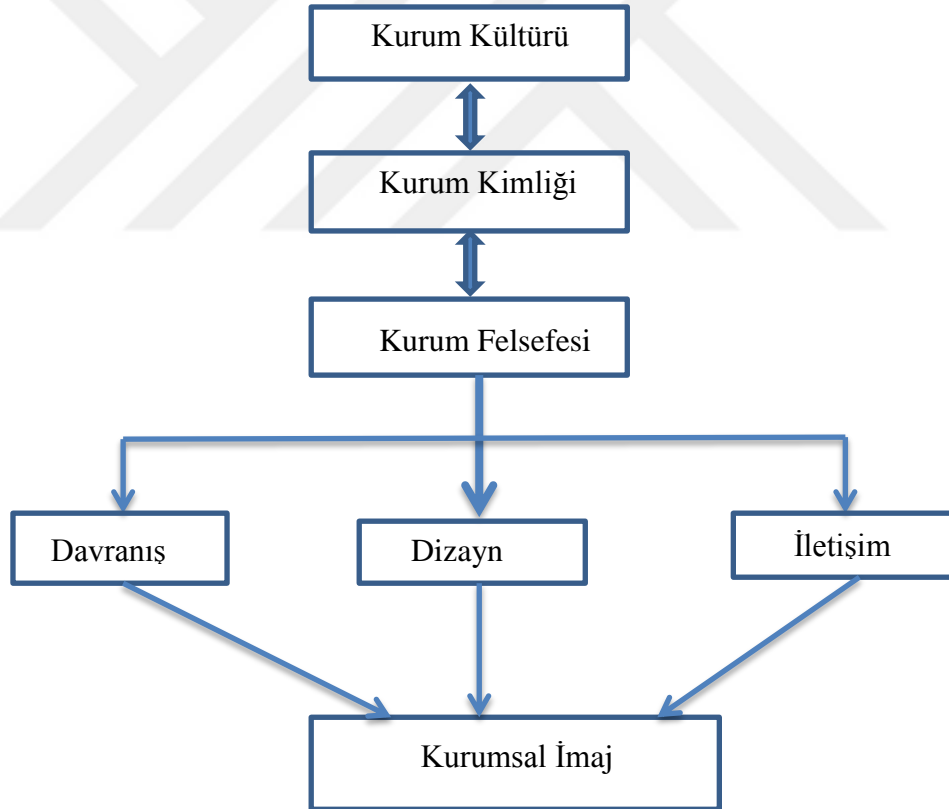 Kurum Kültürü
Kurum Kimliği
Kurum Felsefesi
Davranış
Dizayn
İletişim
Kurumsal İmaj